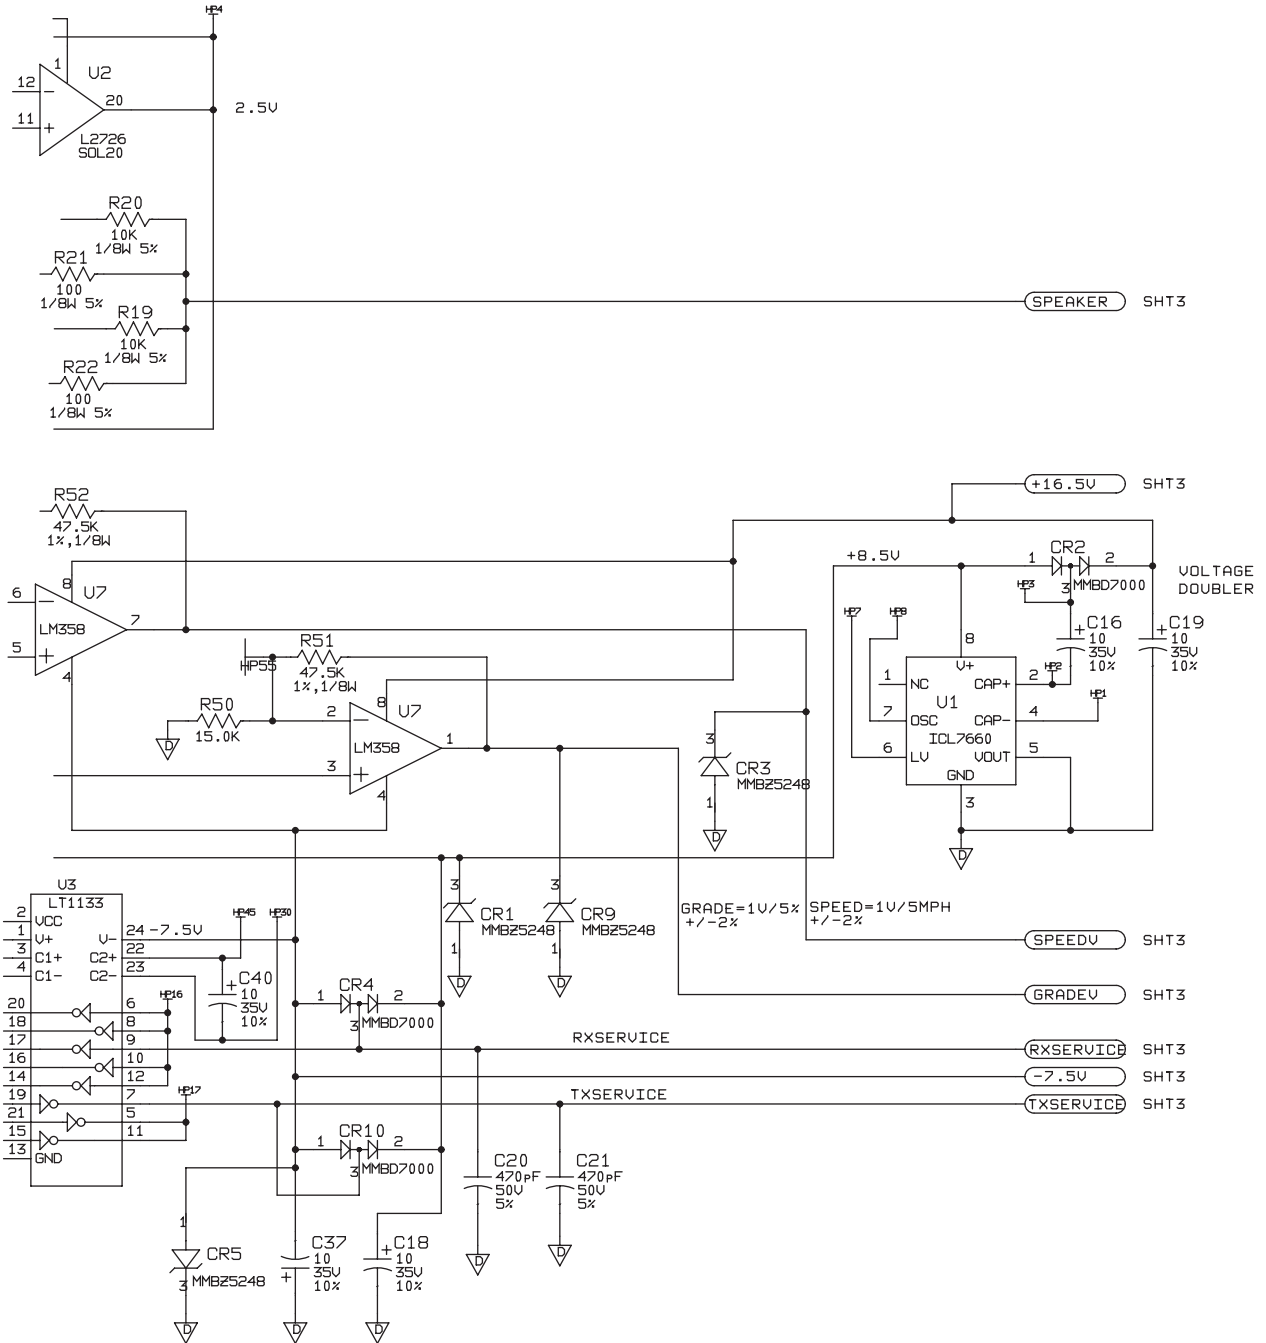 HP4
1 U2
12 −
20
11 +
2.5V
L2726
SOL20
R20
10K
1/8W 5%
R21
100
1/8W 5%
R19
10K
1/8W 5%
R22
100
1/8W 5%
SPEAKER SHT3
+16.5V SHT3
R52
47.5K
1%,1/8W
8 U7
6 −
7
LM358
5 +
4
HP55
R51
47.5K
1%,1/8W
R50
15.0K
D
8 U7
2 −
1
LM358
3 +
4
+8.5V
1 CR2 2
3 MMBD7000
VOLTAGE
DOUBLER
HP3
HP7 HP8
+ C16
10
35V
10%
+ C19
10
35V
10%
8
V+
HP2
HP1
1 NC CAP+ 2
U1
7 OSC CAP- 4
ICL7660
6 LV VOUT 5
GND
3
D
3
CR3
MMBZ5248
1
D
U3
LT1133
2 VCC
1 V+ V- 24 -7.5V
3 C1+ C2+ 22
4 C1- C2- 23
HP45 HP30
HP16
+ C40
10
35V
10%
20 6
18 8
17 9
16 10
14 12
19 7
21 5
15 11
13 GND
HP17
3
CR1
MMBZ5248
1
D
3
CR9
MMBZ5248
1
D
GRADE=1V/5%
+/-2%
SPEED=1V/5MPH
+/-2%
SPEEDV SHT3
1 CR4 2
3 MMBD7000
GRADEV SHT3
RXSERVICE
RXSERVICE SHT3
-7.5V SHT3
TXSERVICE
TXSERVICE SHT3
1 CR10 2
3 MMBD7000
C20
470pF
50V
5%
D
C21
470pF
50V
5%
D
1
CR5
3 MMBZ5248
D
C37
10
+ 35V
10%
D
+ C18
10
35V
10%
D